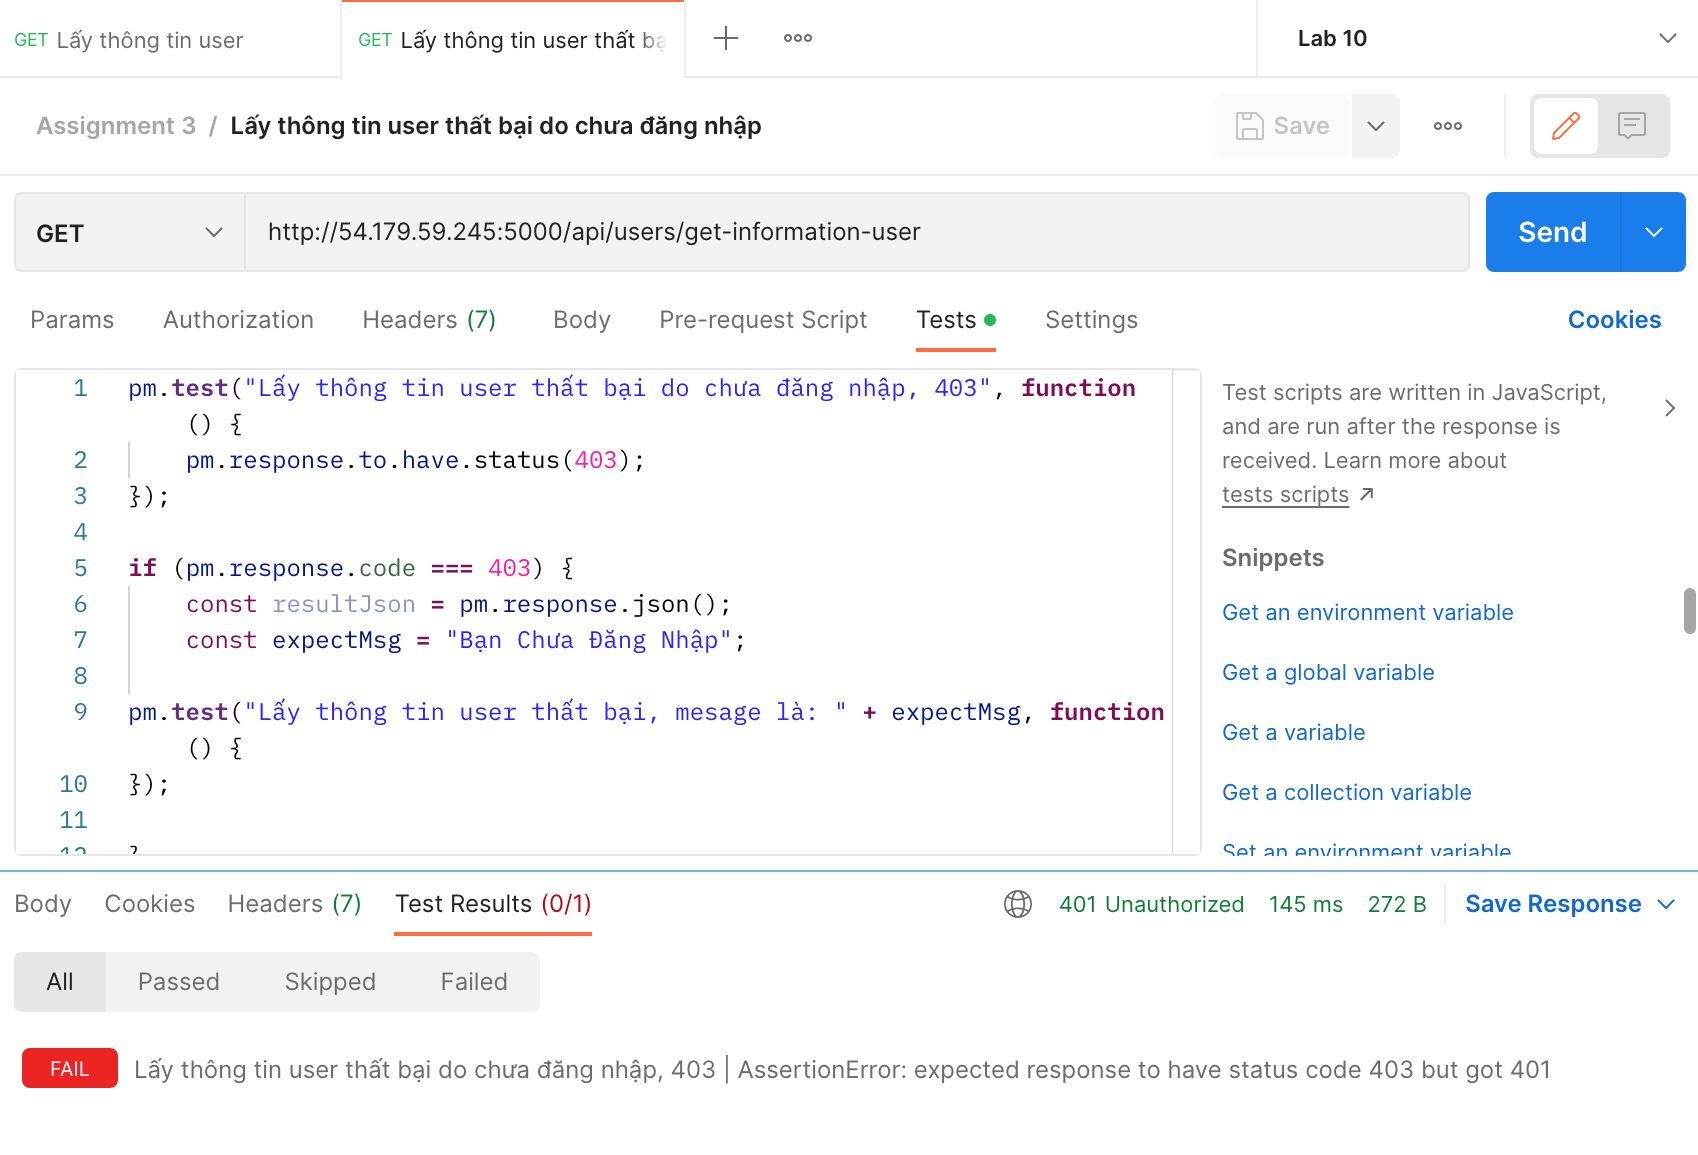 GET Lấy thông tin user
GET Lấy thông tin user thất bạ
Lab 10
Assignment 3 / Lấy thông tin user thất bại do chưa đăng nhập
Save
GET
http://54.179.59.245:5000/api/users/get-information-user
Send
Params Authorization Headers (7) Body Pre-request Script Tests Settings Cookies
1 pm.test("Lấy thông tin user thất bại do chưa đăng nhập, 403", function
() {
2 pm.response.to.have.status(403);
3 });
4
5 if (pm.response.code === 403) {
6 const resultJson = pm.response.json();
7 const expectMsg = "Bạn Chưa Đăng Nhập";
8
9 pm.test("Lấy thông tin user thất bại, mesage là: " + expectMsg, function
() {
10 });
11
12 }
Test scripts are written in JavaScript,
and are run after the response is
received. Learn more about
tests scripts
Snippets
Get an environment variable
Get a global variable
Get a variable
Get a collection variable
Set an environment variable
Body Cookies Headers (7) Test Results (0/1)
401 Unauthorized 145 ms 272 B Save Response
All Passed Skipped Failed
FAIL Lấy thông tin user thất bại do chưa đăng nhập, 403 | AssertionError: expected response to have status code 403 but got 401